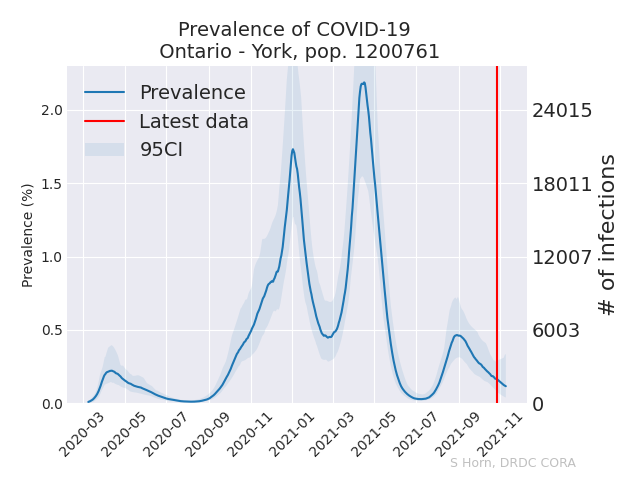 Prevalence of COVID-19
Ontario - York, pop. 1200761
Prevalence
Latest data
95CI
Prevalence (%)
2.0
1.5
1.0
0.5
0.0
24015
18011
12007
6003
0
# of infections
2020-03
2020-05
2020-07
2020-09
2020-11
2021-01
2021-03
2021-05
2021-07
2021-09
2021-11
S Horn, DRDC CORA